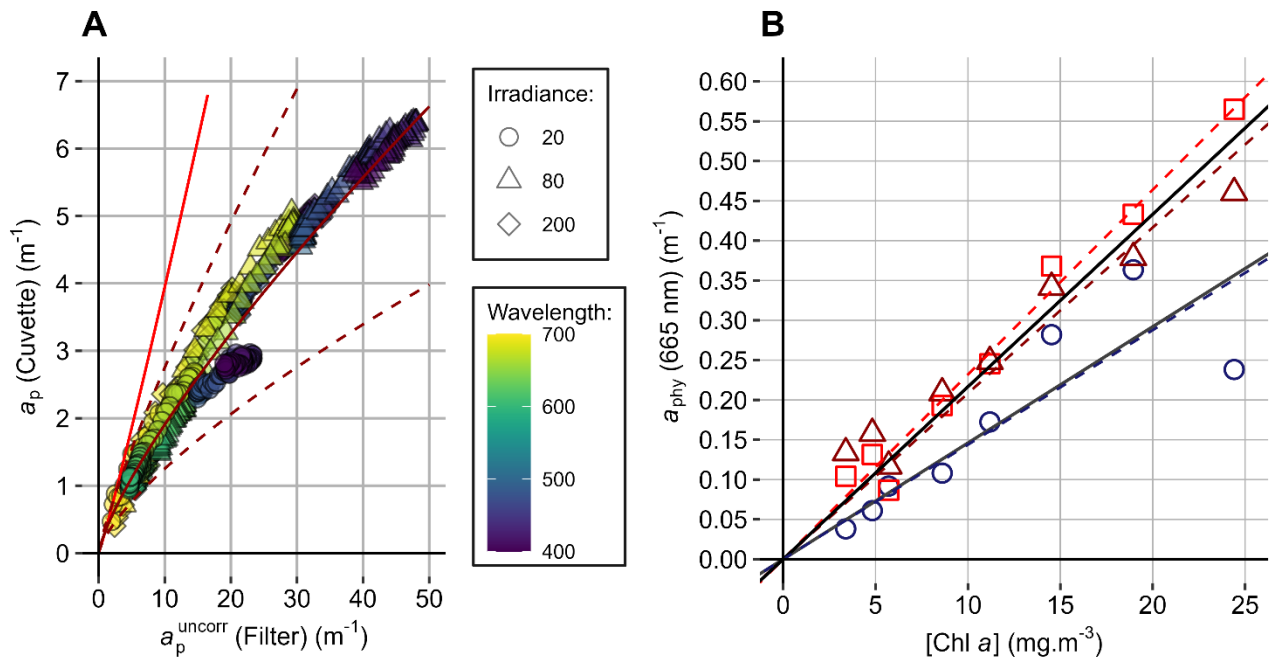 A
7
6
5
4
3
2
1
0
aₚ (Cuvette) (m⁻¹)
0 10 20 30 40 50
aₚᵘⁿᶜᵒʳʳ (Filter) (m⁻¹)
Irradiance:
20
80
200
Wavelength:
700
600
500
400
B
0.60
0.55
0.50
0.45
0.40
0.35
0.30
0.25
0.20
0.15
0.10
0.05
0.00
a_phy (665 nm) (m⁻¹)
0 5 10 15 20 25
[Chl a] (mg.m⁻³)